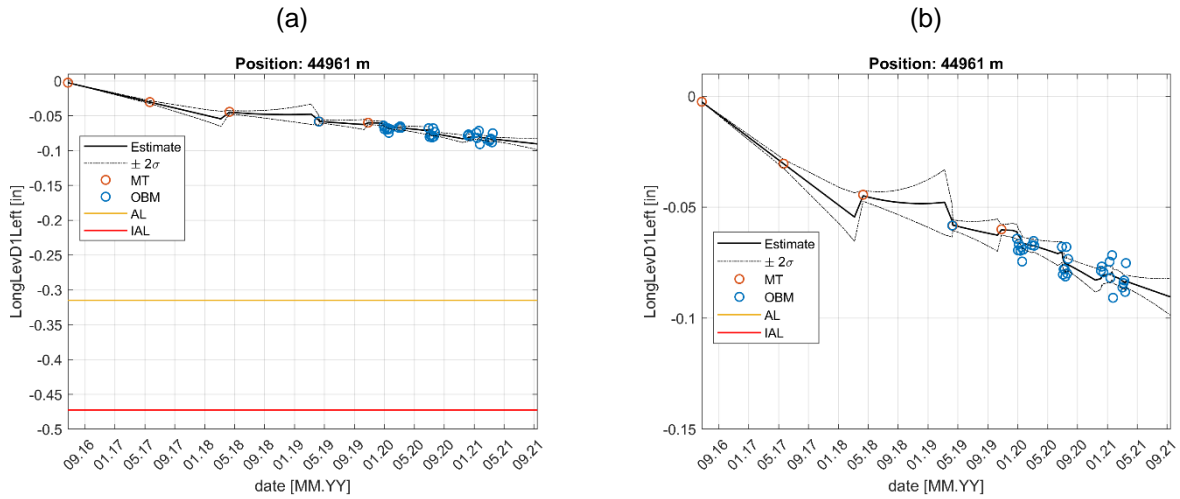 (a)
Position: 44961 m
0
-0.05
-0.1
-0.15
-0.2
-0.25
-0.3
-0.35
-0.4
-0.45
-0.5
LongLevD1Left [in]
Estimate
± 2σ
MT
OBM
AL
IAL
09.16 01.17 05.17 09.17 01.18 05.18 09.18 01.19 05.19 09.19 01.20 05.20 09.20 01.21 05.21 09.21
date [MM.YY]
(b)
Position: 44961 m
0
-0.05
-0.1
-0.15
LongLevD1Left [in]
Estimate
± 2σ
MT
OBM
AL
IAL
09.16 01.17 05.17 09.17 01.18 05.18 09.18 01.19 05.19 09.19 01.20 05.20 09.20 01.21 05.21 09.21
date [MM.YY]